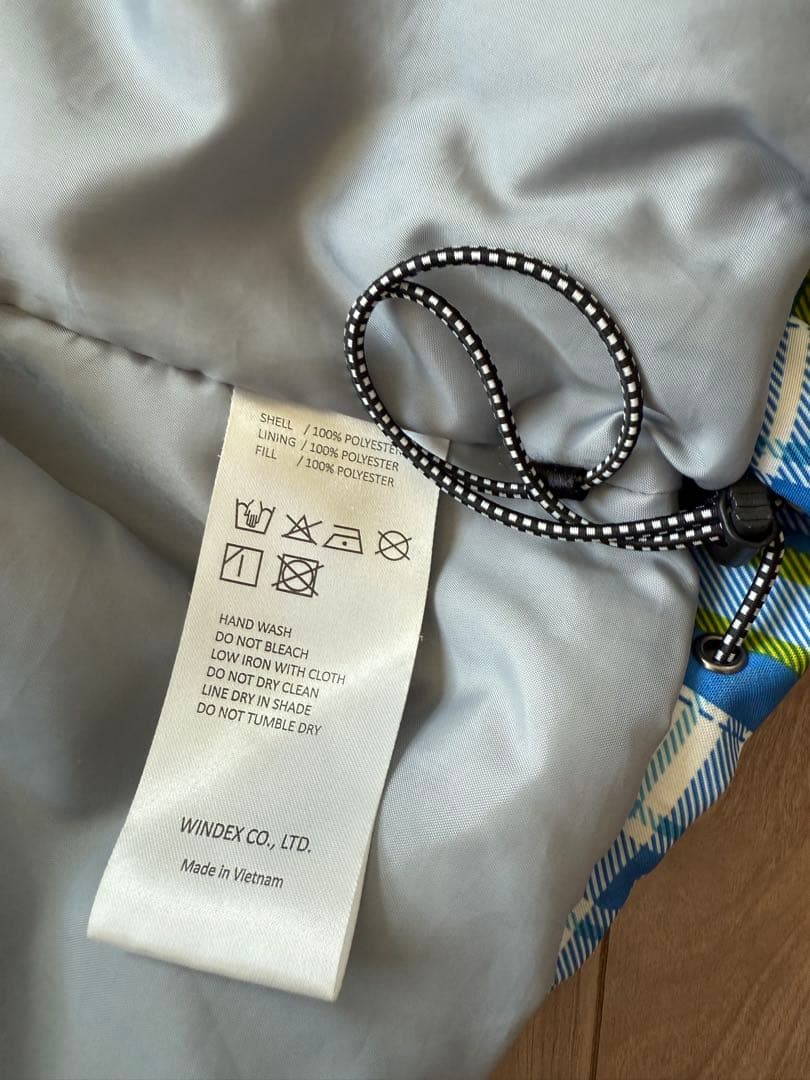 SHELL / 100% POLYESTER
LINING / 100% POLYESTER
FILL / 100% POLYESTER
HAND WASH
DO NOT BLEACH
LOW IRON WITH CLOTH
DO NOT DRY CLEAN
LINE DRY IN SHADE
DO NOT TUMBLE DRY
WINDEX CO., LTD.
Made in Vietnam